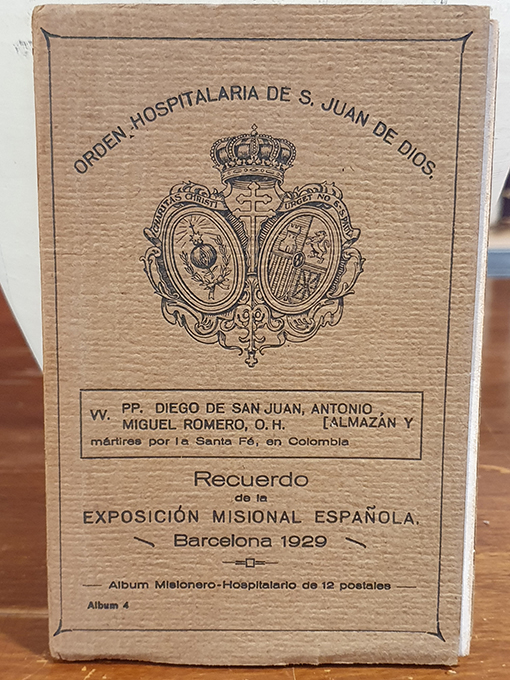 ORDEN HOSPITALARIA DE S. JUAN DE DIOS.
CARITAS CHRISTI URGET NO
VV. PP. DIEGO DE SAN JUAN, ANTONIO
MIGUEL ROMERO, O. H. [ALMAZÁN Y
mártires por la Santa Fé, en Colombia
Recuerdo
de la
EXPOSICIÓN MISIONAL ESPAÑOLA.
Barcelona 1929
Album Misionero-Hospitalario de 12 postales
Album 4